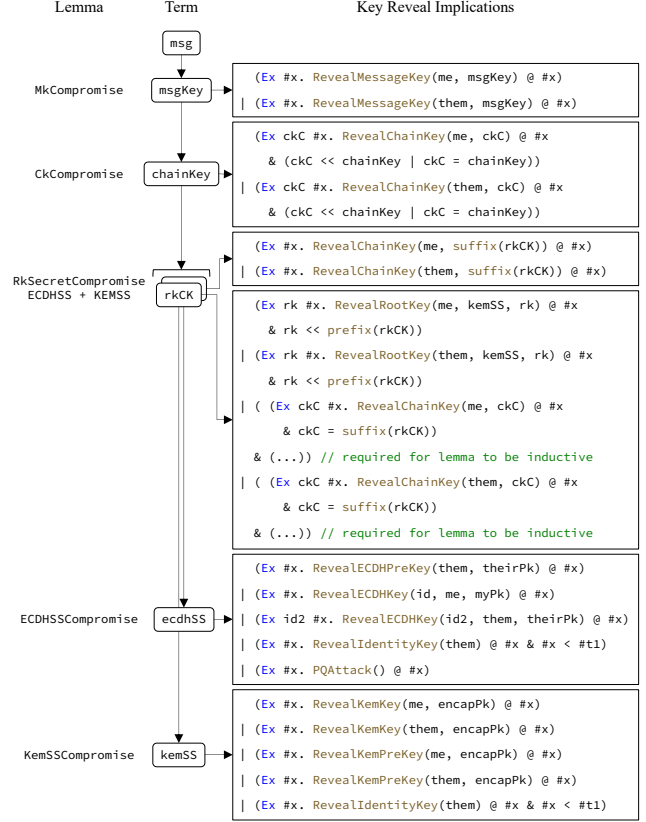 Lemma Term Key Reveal Implications
msg
MkCompromise msgKey
(Ex #x. RevealMessageKey(me, msgKey) @ #x)
| (Ex #x. RevealMessageKey(them, msgKey) @ #x)
CkCompromise chainKey
(Ex ckC #x. RevealChainKey(me, ckC) @ #x
& (ckC << chainKey | ckC = chainKey))
| (Ex ckC #x. RevealChainKey(them, ckC) @ #x
& (ckC << chainKey | ckC = chainKey))
RkSecretCompromise
ECDHSS + KEMSS
rkCK
(Ex #x. RevealChainKey(me, suffix(rkCK)) @ #x)
| (Ex #x. RevealChainKey(them, suffix(rkCK)) @ #x)
(Ex rk #x. RevealRootKey(me, kemSS, rk) @ #x
& rk << prefix(rkCK))
| (Ex rk #x. RevealRootKey(them, kemSS, rk) @ #x
& rk << prefix(rkCK))
| ( (Ex ckC #x. RevealChainKey(me, ckC) @ #x
& ckC = suffix(rkCK))
& (...)) // required for lemma to be inductive
| ( (Ex ckC #x. RevealChainKey(them, ckC) @ #x
& ckC = suffix(rkCK))
& (...)) // required for lemma to be inductive
ECDHSSCompromise ecdhSS
(Ex #x. RevealECDHPreKey(them, theirPk) @ #x)
| (Ex #x. RevealECDHKey(id, me, myPk) @ #x)
| (Ex id2 #x. RevealECDHKey(id2, them, theirPk) @ #x)
| (Ex #x. RevealIdentityKey(them) @ #x & #x < #t1)
| (Ex #x. PQAttack() @ #x)
KemSSCompromise kemSS
(Ex #x. RevealKemKey(me, encapPk) @ #x)
| (Ex #x. RevealKemKey(them, encapPk) @ #x)
| (Ex #x. RevealKemPreKey(me, encapPk) @ #x)
| (Ex #x. RevealKemPreKey(them, encapPk) @ #x)
| (Ex #x. RevealIdentityKey(them) @ #x & #x < #t1)